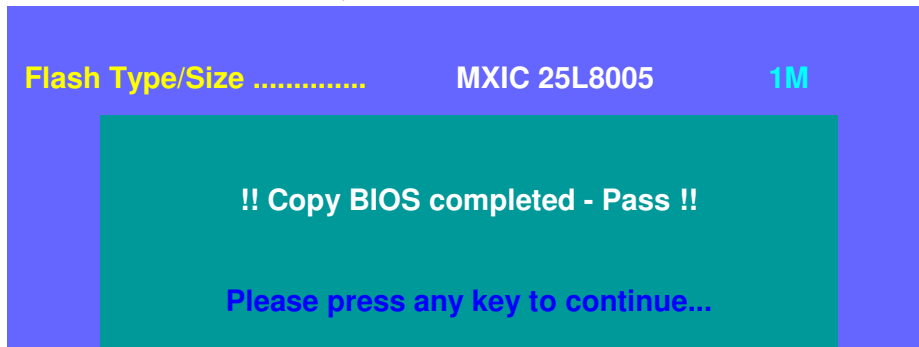 Flash Type/Size .............. MXIC 25L8005 1M
!! Copy BIOS completed - Pass !!
Please press any key to continue...